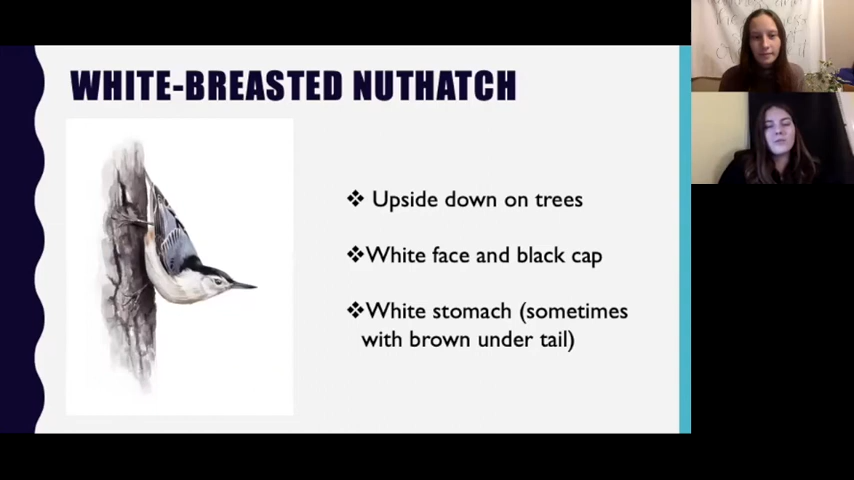 WHITE-BREASTED NUTHATCH
❖ Upside down on trees
❖White face and black cap
❖White stomach (sometimes
with brown under tail)